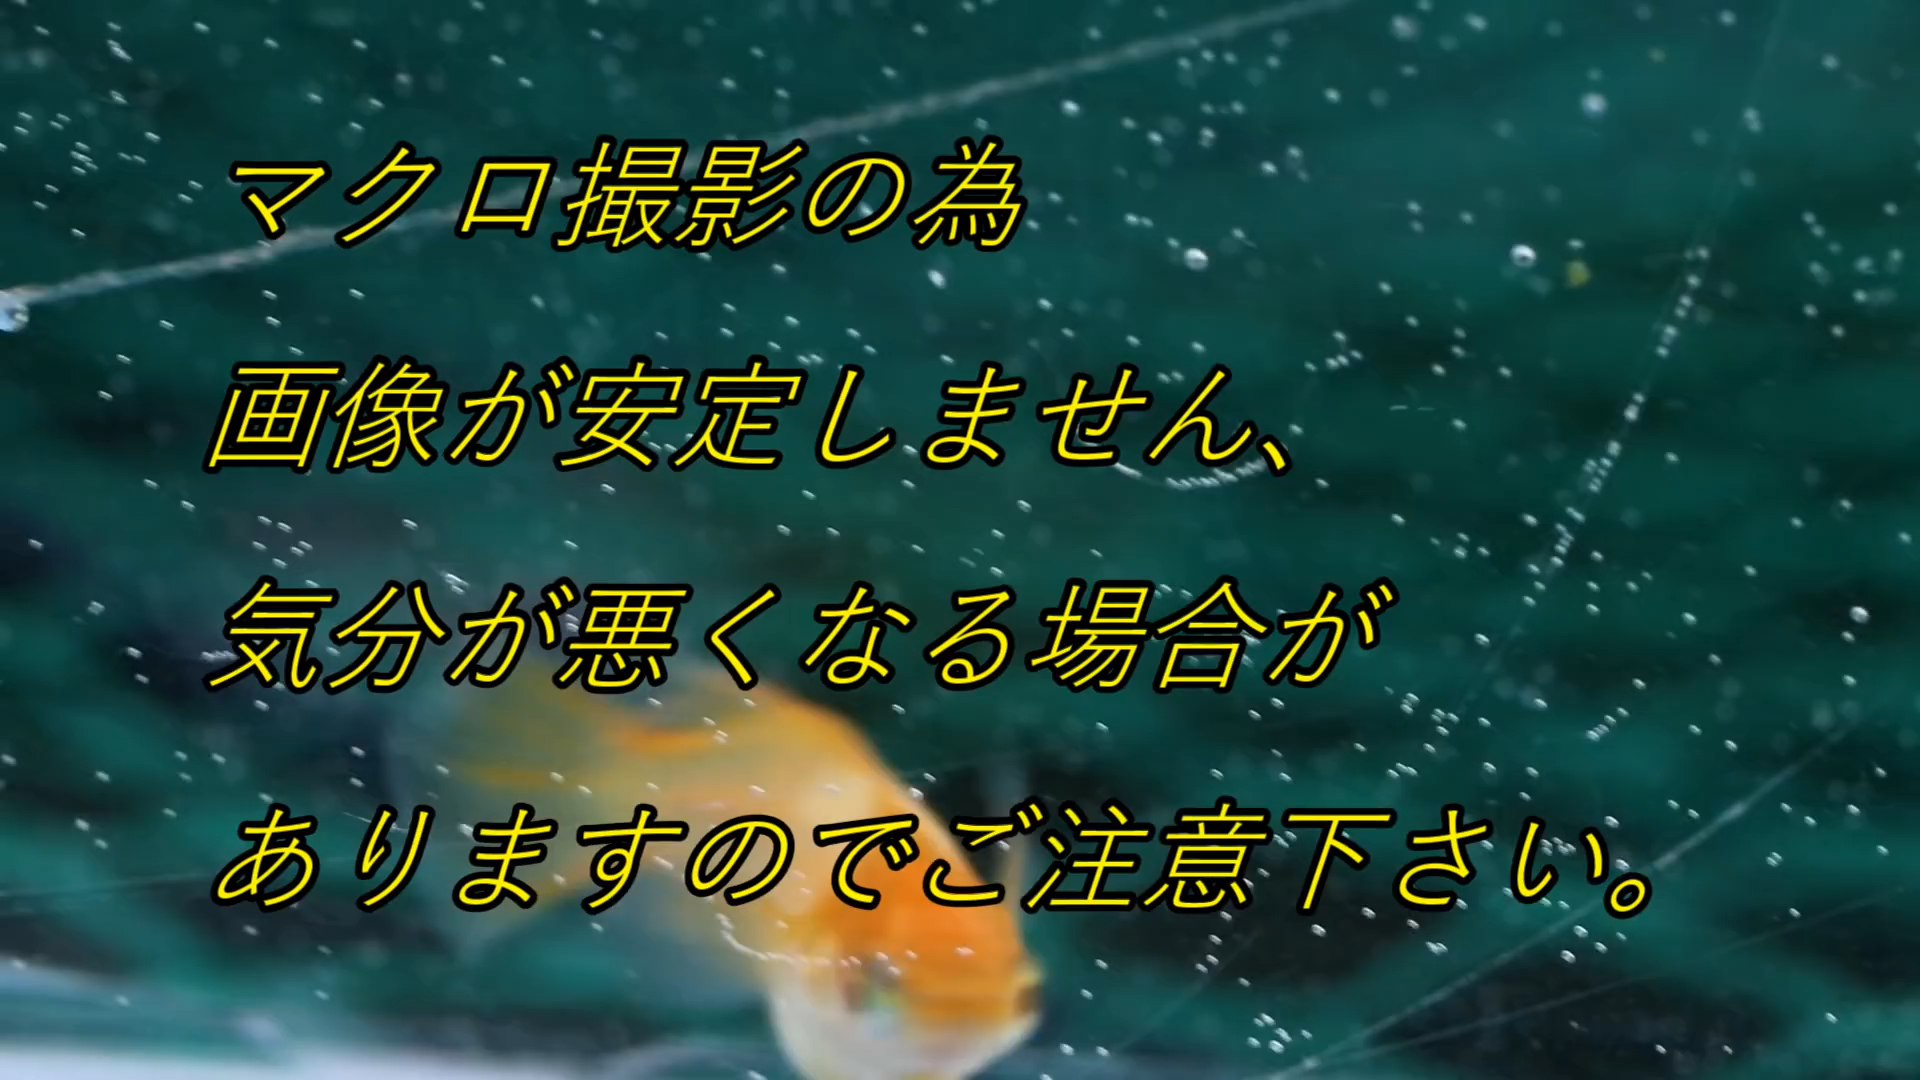 マクロ撮影の為
画像が安定しません、
気分が悪くなる場合が
ありますのでご注意下さい。